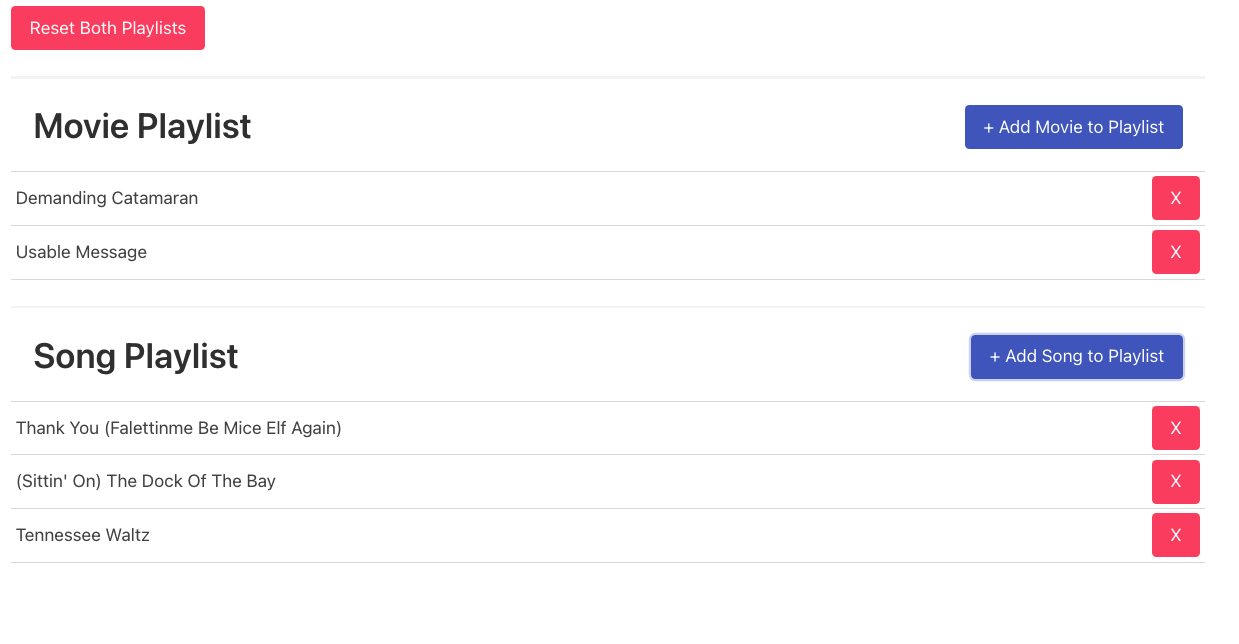 Reset Both Playlists
Movie Playlist
+ Add Movie to Playlist
Demanding Catamaran
X
Usable Message
X
Song Playlist
+ Add Song to Playlist
Thank You (Falettinme Be Mice Elf Again)
X
(Sittin' On) The Dock Of The Bay
X
Tennessee Waltz
X